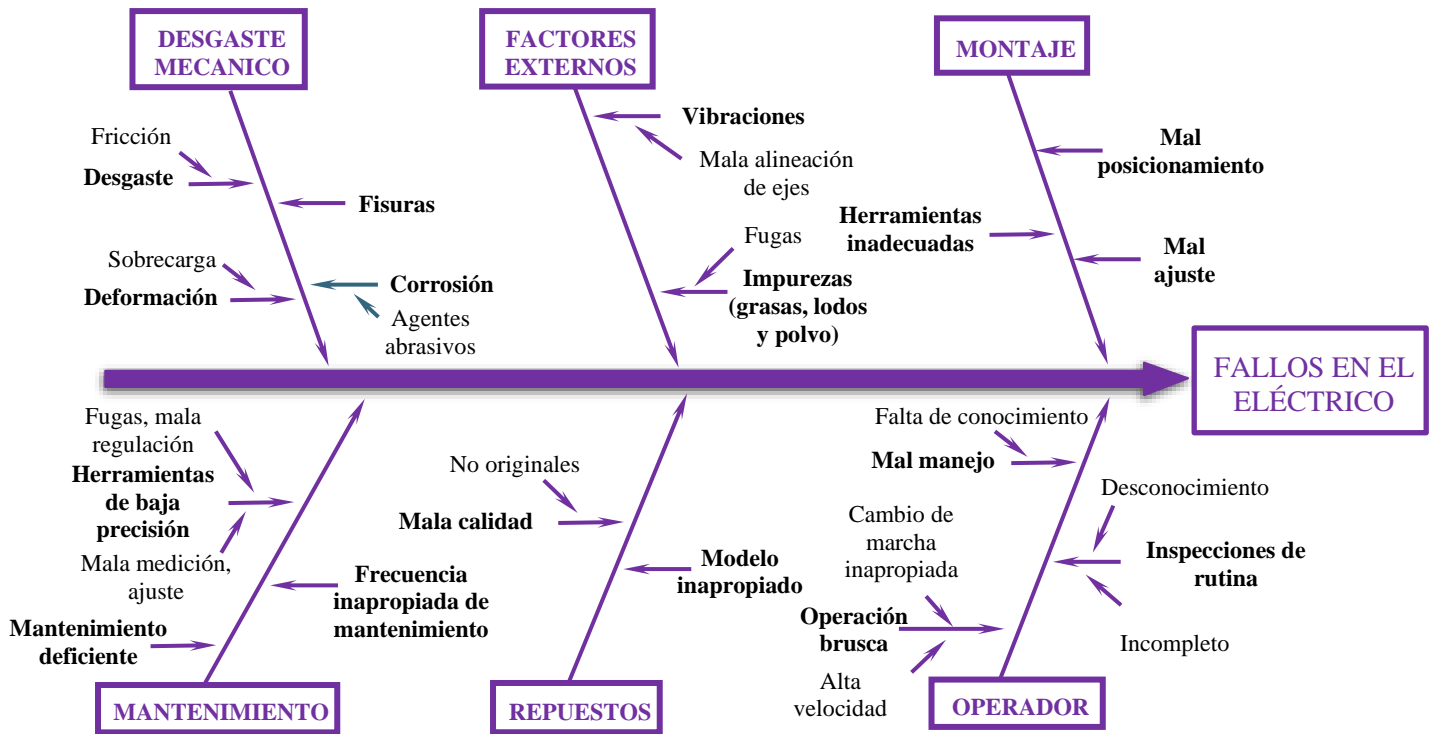 DESGASTE
MECANICO
FACTORES
EXTERNOS
MONTAJE
Fricción
Desgaste
Fisuras
Sobrecarga
Deformación
Corrosión
Agentes
abrasivos
Vibraciones
Mala alineación
de ejes
Fugas
Impurezas
(grasas, lodos
y polvo)
Mal
posicionamiento
Herramientas
inadecuadas
Mal
ajuste
FALLOS EN EL
ELÉCTRICO
Fugas, mala
regulación
Herramientas
de baja
precisión
Mala medición,
ajuste
Frecuencia
inapropiada de
mantenimiento
Mantenimiento
deficiente
No originales
Mala calidad
Modelo
inapropiado
Falta de conocimiento
Mal manejo
Desconocimiento
Inspecciones de
rutina
Incompleto
Cambio de
marcha
inapropiada
Operación
brusca
Alta
velocidad
MANTENIMIENTO
REPUESTOS
OPERADOR